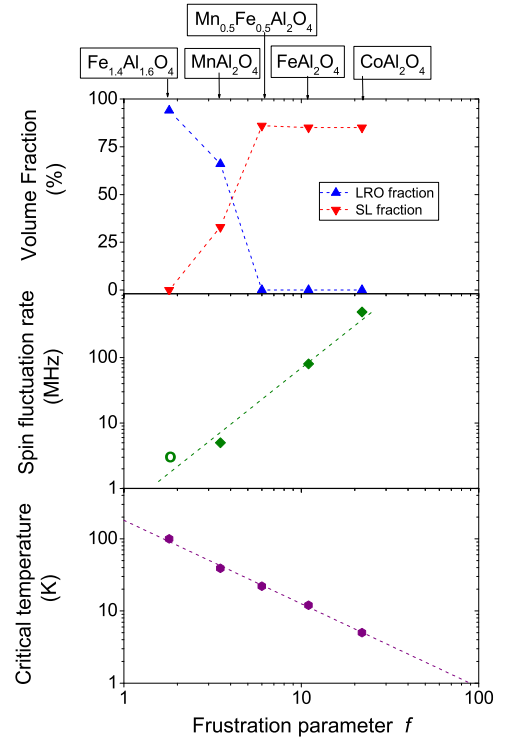 Mn0.5Fe0.5Al2O4
Fe1.4Al1.6O4 MnAl2O4 FeAl2O4 CoAl2O4
100
75
50
25
0
Volume Fraction
(%)
LRO fraction
SL fraction
100
10
1
Spin fluctuation rate
(MHz)
100
10
1
Critical temperature
(K)
1 10 100
Frustration parameter f